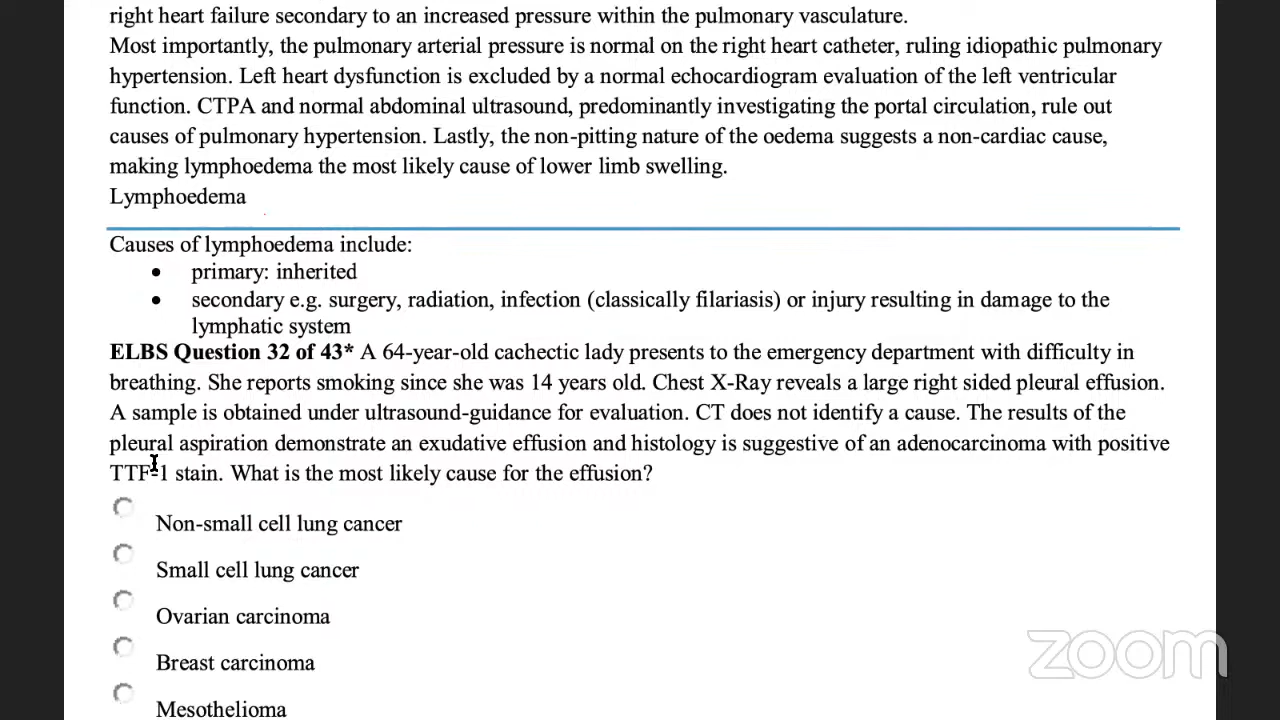 right heart failure secondary to an increased pressure within the pulmonary vasculature.
Most importantly, the pulmonary arterial pressure is normal on the right heart catheter, ruling idiopathic pulmonary
hypertension. Left heart dysfunction is excluded by a normal echocardiogram evaluation of the left ventricular
function. CTPA and normal abdominal ultrasound, predominantly investigating the portal circulation, rule out
causes of pulmonary hypertension. Lastly, the non-pitting nature of the oedema suggests a non-cardiac cause,
making lymphoedema the most likely cause of lower limb swelling.
Lymphoedema
Causes of lymphoedema include:
• primary: inherited
• secondary e.g. surgery, radiation, infection (classically filariasis) or injury resulting in damage to the
lymphatic system
ELBS Question 32 of 43* A 64-year-old cachectic lady presents to the emergency department with difficulty in
breathing. She reports smoking since she was 14 years old. Chest X-Ray reveals a large right sided pleural effusion.
A sample is obtained under ultrasound-guidance for evaluation. CT does not identify a cause. The results of the
pleural aspiration demonstrate an exudative effusion and histology is suggestive of an adenocarcinoma with positive
TTF-1 stain. What is the most likely cause for the effusion?
Non-small cell lung cancer
Small cell lung cancer
Ovarian carcinoma
Breast carcinoma
Mesothelioma
zoom